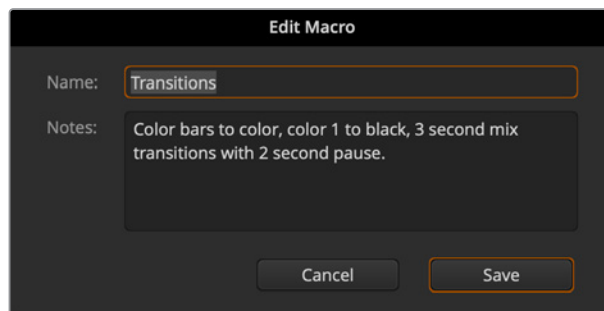 Edit Macro
Name: Transitions
Notes: Color bars to color, color 1 to black, 3 second mix
transitions with 2 second pause.
Cancel Save